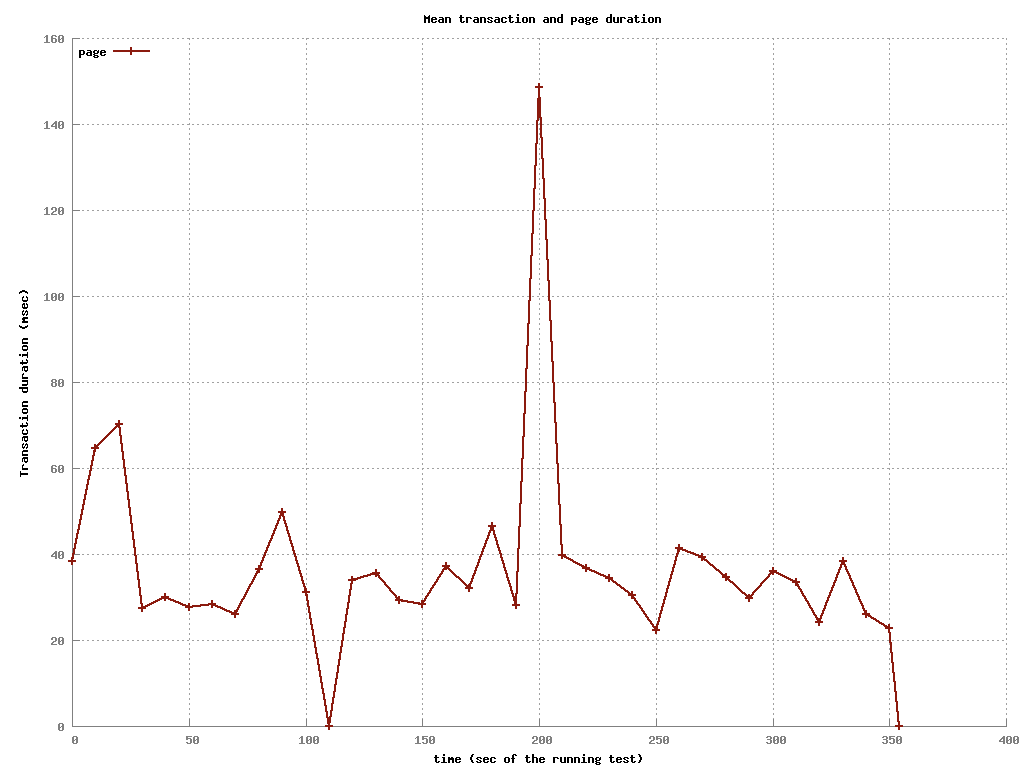 Mean transaction and page duration
160
page
140
120
100
80
60
40
20
0
0 50 100 150 200 250 300 350 400
time (sec of the running test)
Transaction duration (msec)